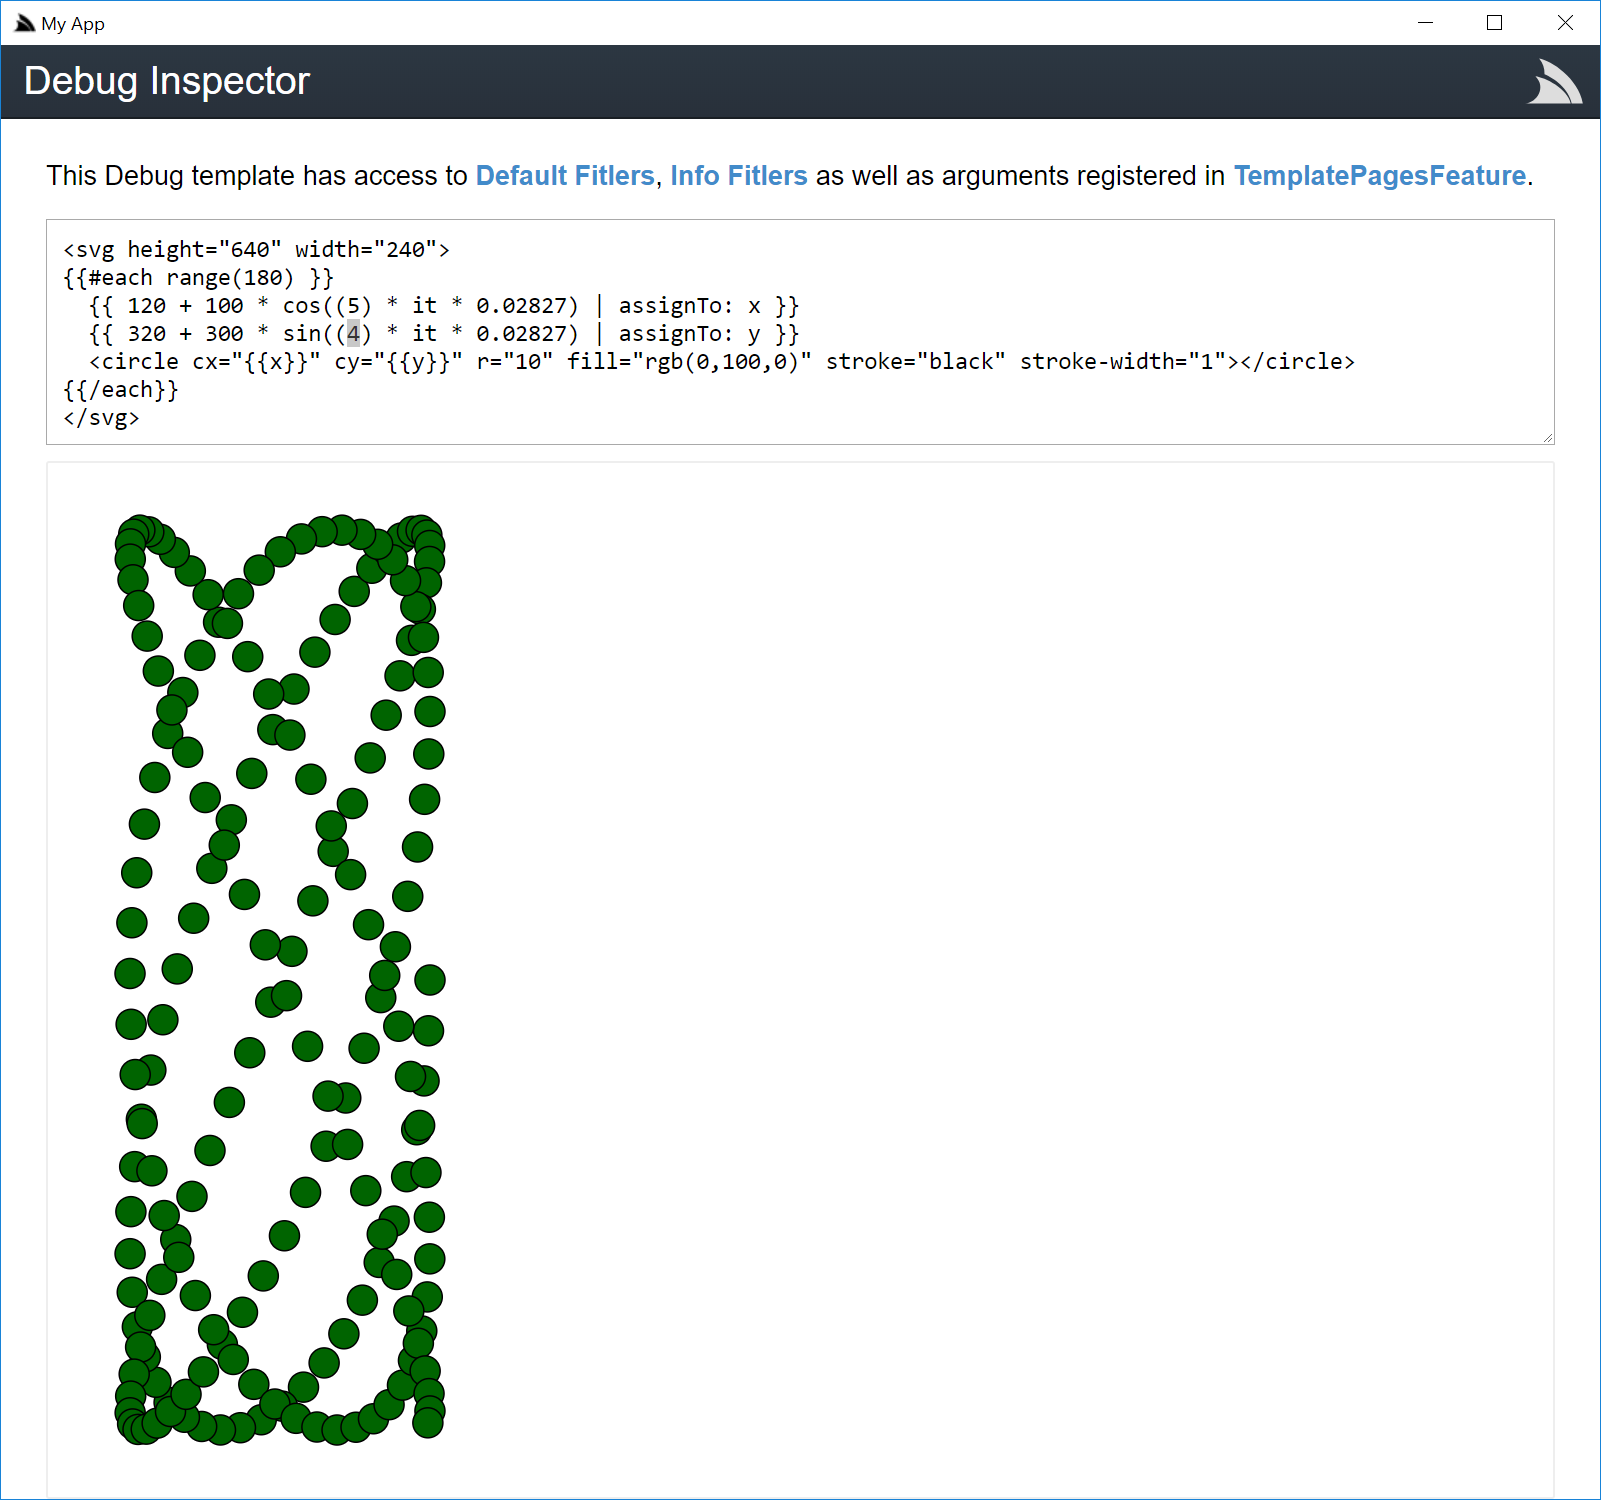 My App
Debug Inspector
This Debug template has access to Default Fitlers, Info Fitlers as well as arguments registered in TemplatePagesFeature.
<svg height="640" width="240">
{{#each range(180) }}
  {{ 120 + 100 * cos((5) * it * 0.02827) | assignTo: x }}
  {{ 320 + 300 * sin((4) * it * 0.02827) | assignTo: y }}
  <circle cx="{{x}}" cy="{{y}}" r="10" fill="rgb(0,100,0)" stroke="black" stroke-width="1"></circle>
{{/each}}
</svg>